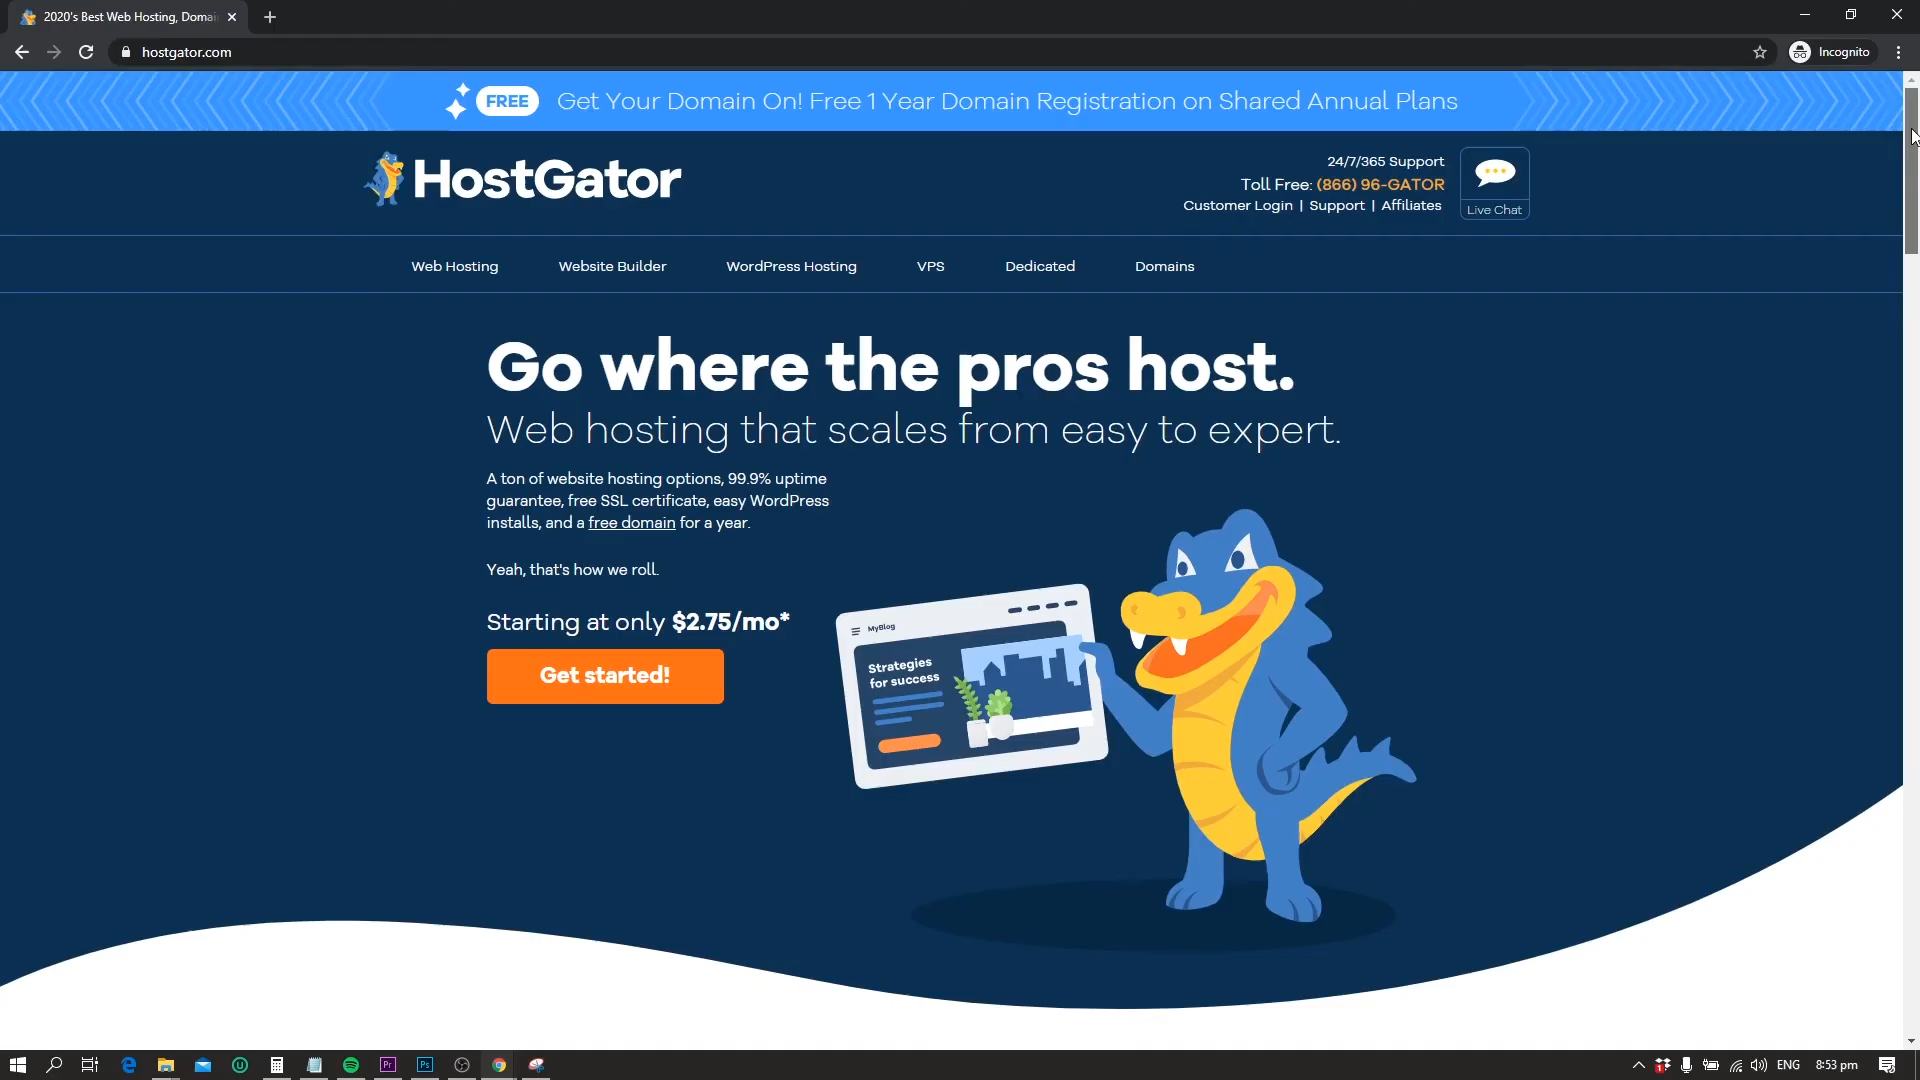 2020's Best Web Hosting, Domai
hostgator.com
Incognito
FREE
Get Your Domain On! Free 1 Year Domain Registration on Shared Annual Plans
HostGator
24/7/365 Support
Toll Free: (866) 96-GATOR
Customer Login | Support | Affiliates
Live Chat
Web Hosting
Website Builder
WordPress Hosting
VPS
Dedicated
Domains
Go where the pros host.
Web hosting that scales from easy to expert.
A ton of website hosting options, 99.9% uptime
guarantee, free SSL certificate, easy WordPress
installs, and a free domain for a year.
Yeah, that's how we roll.
Starting at only $2.75/mo*
Get started!
MyBlog
Strategies
for success
Pr
Ps
ENG
8:53 pm